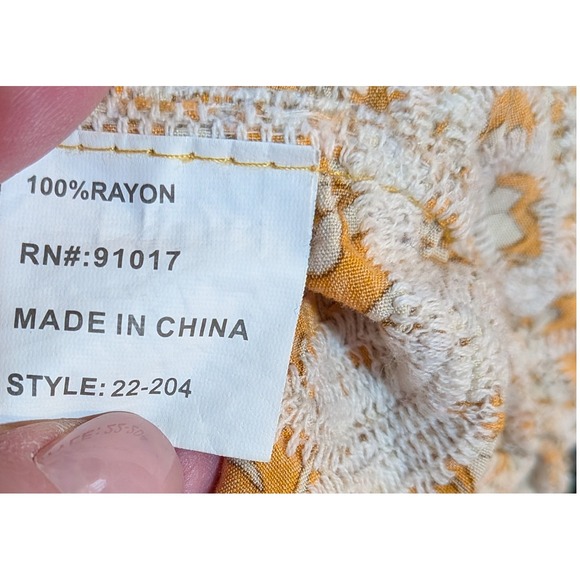 100%RAYON
RN#:91017
MADE IN CHINA
STYLE: 22-204